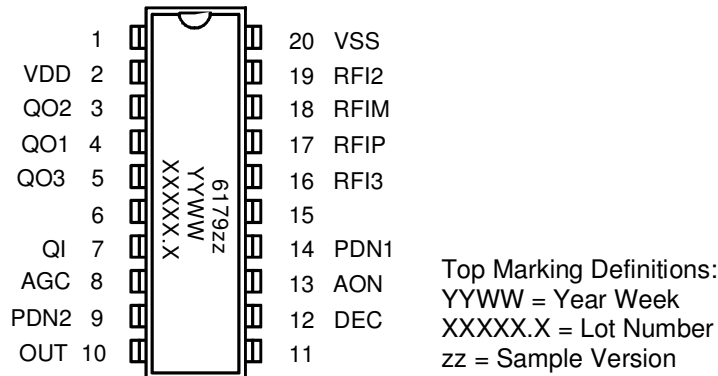 1
VDD 2
QO2 3
QO1 4
QO3 5
6
QI 7
AGC 8
PDN2 9
OUT 10
6179zz
YYWW
XXXXX.X
20 VSS
19 RFI2
18 RFIM
17 RFIP
16 RFI3
15
14 PDN1
13 AON
12 DEC
11
Top Marking Definitions:
YYWW = Year Week
XXXXX.X = Lot Number
zz = Sample Version